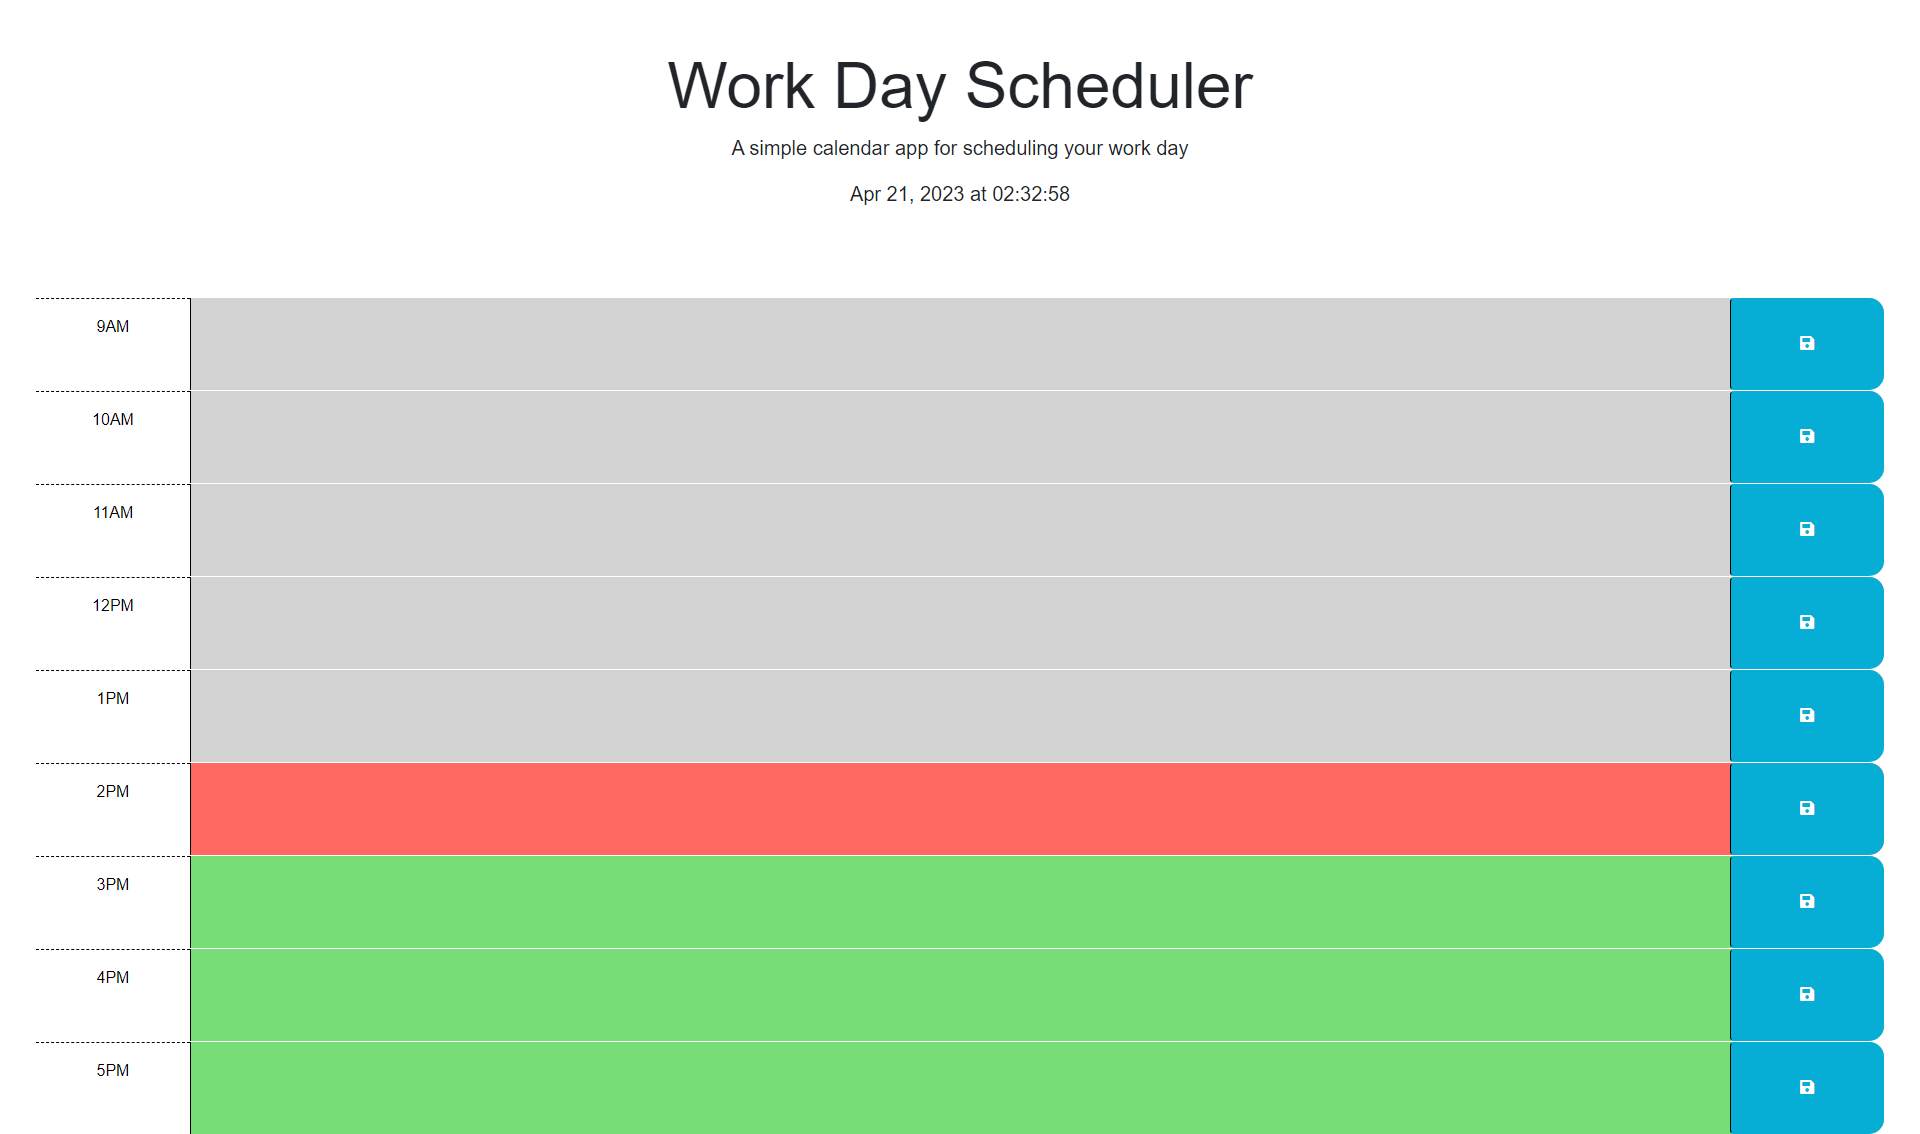 Work Day Scheduler
A simple calendar app for scheduling your work day
Apr 21, 2023 at 02:32:58
9AM
10AM
11AM
12PM
1PM
2PM
3PM
4PM
5PM